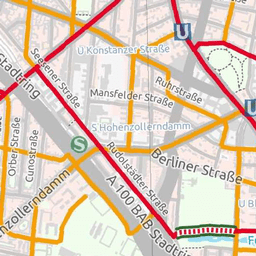 U
U Konstanzer Straße
Seesener Straße
Stadtring
Ruhrstraße
Mansfelder Straße
U
S Hohenzollerndamm
S
Orber Straße
Cunostraße
Rudolstädter Straße
Berliner Straße
A 100 BAB Stadtring
U Bl
Fe